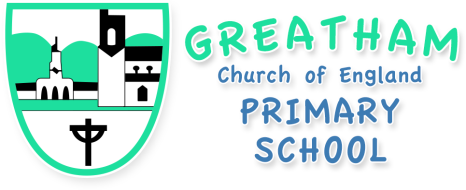 GREATHAM
Church of England
PRIMARY
SCHOOL